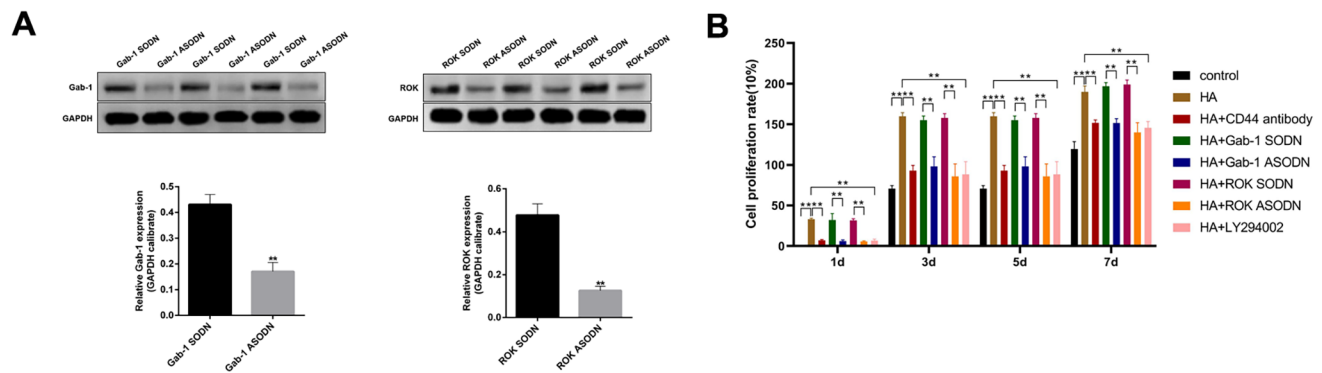 A
Gab-1 SODN
Gab-1 ASODN
Gab-1 SODN
Gab-1 ASODN
Gab-1 SODN
Gab-1 ASODN
Gab-1
GAPDH
ROK SODN
ROK ASODN
ROK SODN
ROK ASODN
ROK SODN
ROK ASODN
ROK
GAPDH
Relative Gab-1 expression
(GAPDH calibrate)
0.5
0.4
0.3
0.2
0.1
0.0
**
Gab-1 SODN
Gab-1 ASODN
Relative ROK expression
(GAPDH calibrate)
0.6
0.4
0.2
0.0
**
ROK SODN
ROK ASODN
B
Cell proliferation rate(10%)
250
200
150
100
50
0
**
****
**
**
**
****
**
**
**
****
**
**
**
****
**
**
1d
3d
5d
7d
control
HA
HA+CD44 antibody
HA+Gab-1 SODN
HA+Gab-1 ASODN
HA+ROK SODN
HA+ROK ASODN
HA+LY294002